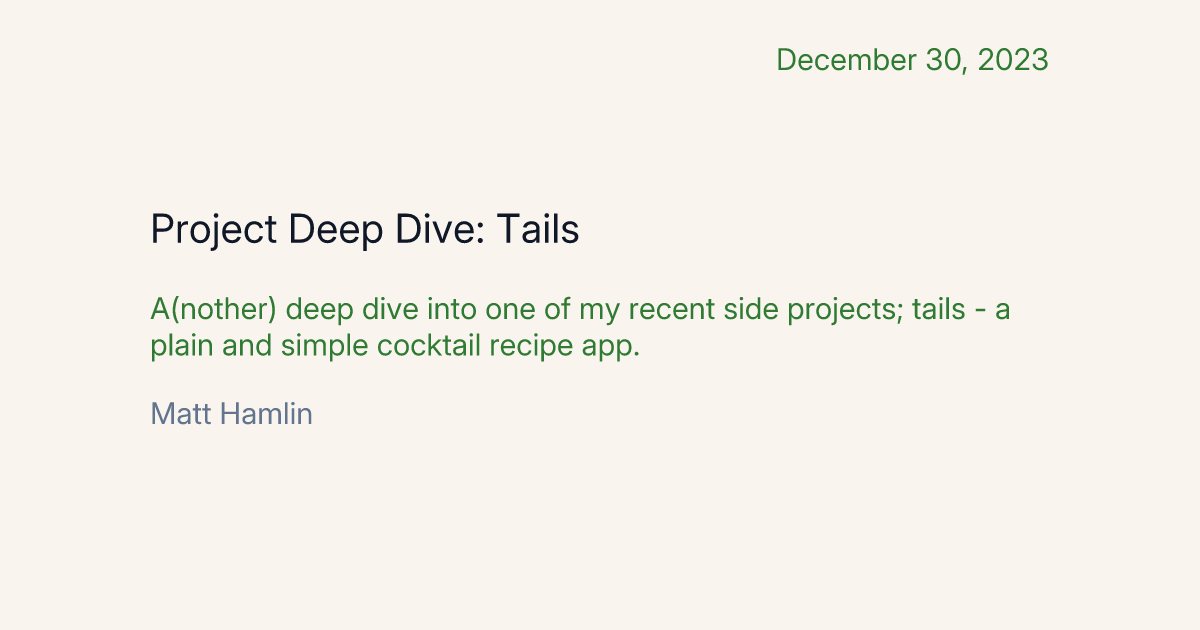 December 30, 2023
Project Deep Dive: Tails
A(nother) deep dive into one of my recent side projects; tails - a
plain and simple cocktail recipe app.
Matt Hamlin